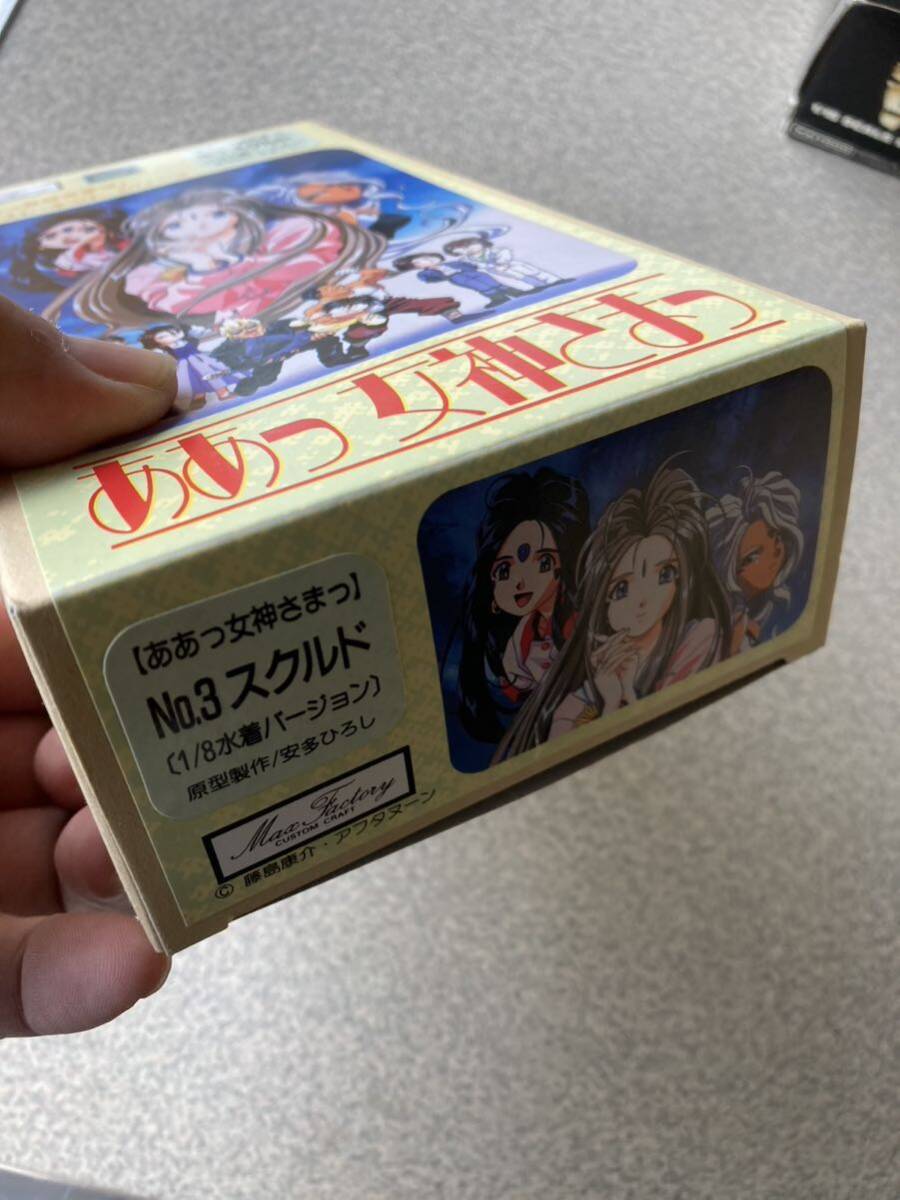 ああっ女神さまっ
【ああっ女神さまっ】
No.3 スクルド
〔1/8水着バージョン〕
原型製作/安多ひろし
Max Factory
CUSTOM CRAFT
© 藤島康介・アフタヌーン